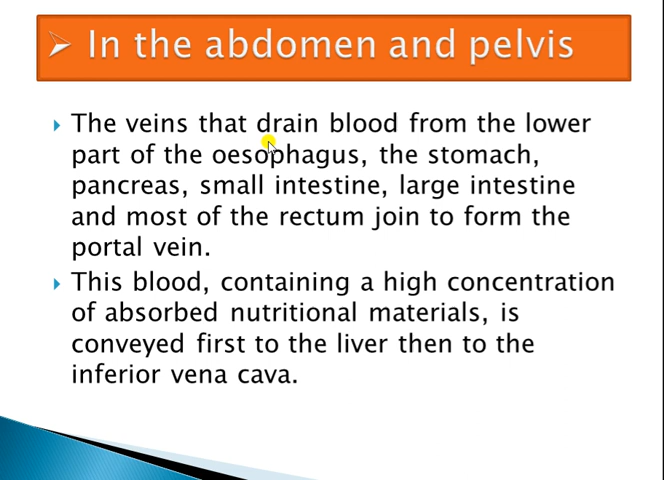 In the abdomen and pelvis
The veins that drain blood from the lower
part of the oesophagus, the stomach,
pancreas, small intestine, large intestine
and most of the rectum join to form the
portal vein.
This blood, containing a high concentration
of absorbed nutritional materials, is
conveyed first to the liver then to the
inferior vena cava.